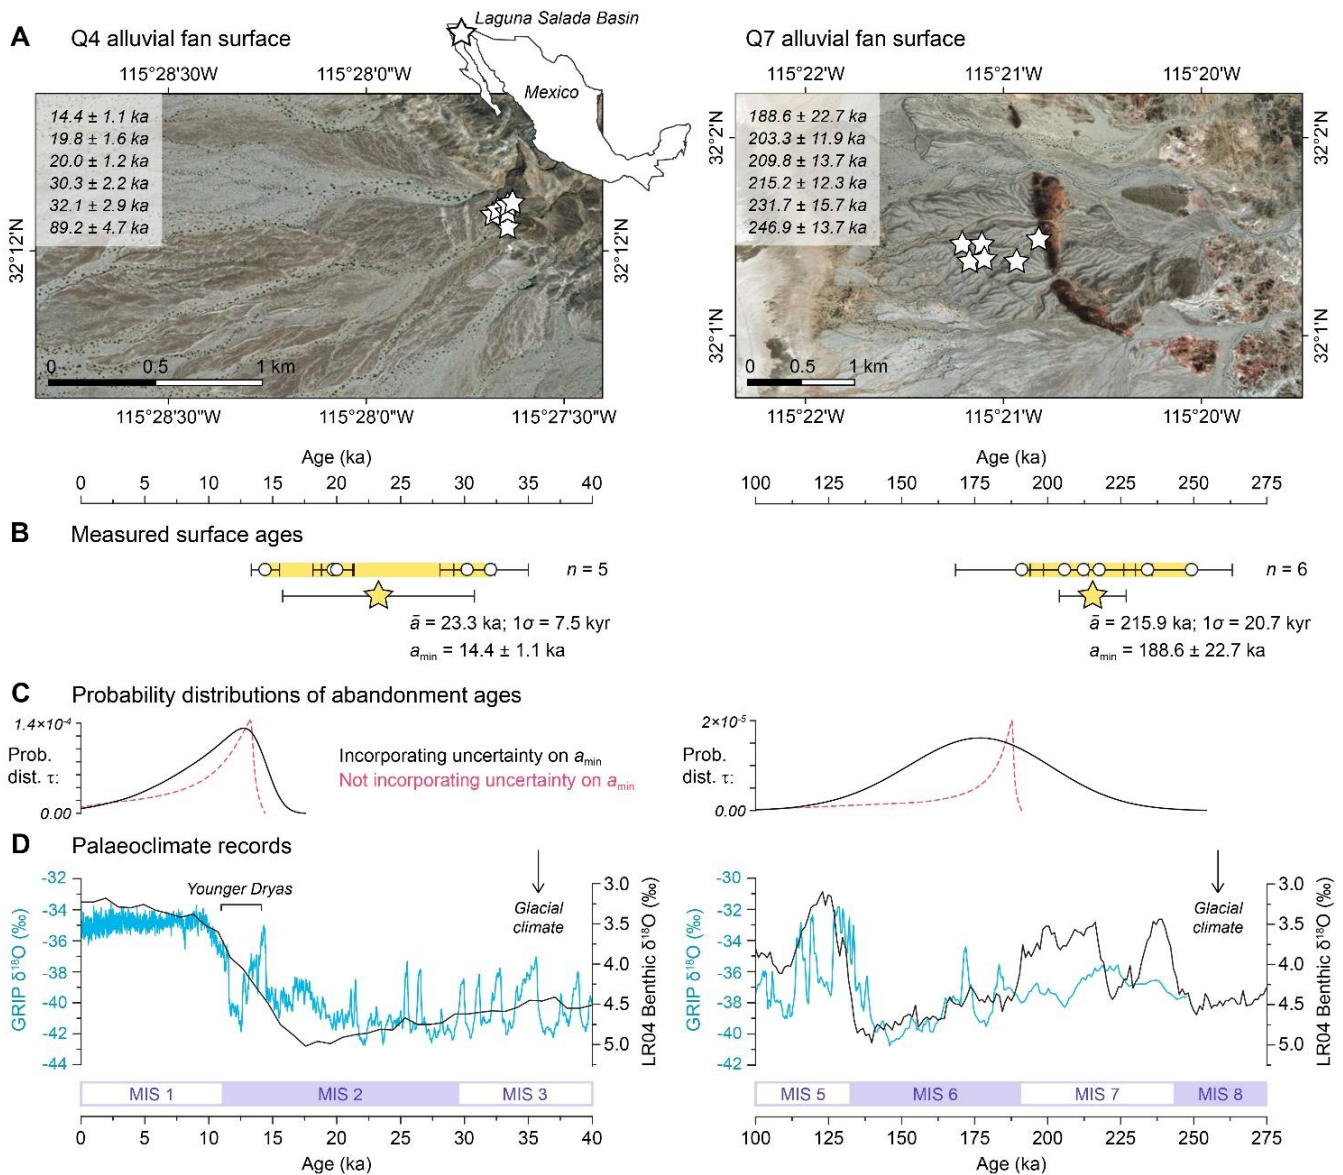 A Q4 alluvial fan surface
Laguna Salada Basin
Mexico
Q7 alluvial fan surface
115°28'30W 115°28'0"W
14.4 ± 1.1 ka
19.8 ± 1.6 ka
20.0 ± 1.2 ka
30.3 ± 2.2 ka
32.1 ± 2.9 ka
89.2 ± 4.7 ka
32°12'N
32°12'N
0 0.5 1 km
115°28'30"W 115°28'0"W 115°27'30"W
115°22'W 115°21'W 115°20'W
188.6 ± 22.7 ka
203.3 ± 11.9 ka
209.8 ± 13.7 ka
215.2 ± 12.3 ka
231.7 ± 15.7 ka
246.9 ± 13.7 ka
32°2'N
32°1'N
32°2'N
32°1'N
0 0.5 1 km
115°22'W 115°21'W 115°20'W
Age (ka)
0 5 10 15 20 25 30 35 40
Age (ka)
100 125 150 175 200 225 250 275
B Measured surface ages
n = 5
ā = 23.3 ka; 1σ = 7.5 kyr
amin = 14.4 ± 1.1 ka
n = 6
ā = 215.9 ka; 1σ = 20.7 kyr
amin = 188.6 ± 22.7 ka
C Probability distributions of abandonment ages
1.4×10⁻⁴
Prob.
dist. τ:
0.00
Incorporating uncertainty on amin
Not incorporating uncertainty on amin
2×10⁻⁵
Prob.
dist. τ:
0.00
D Palaeoclimate records
GRIP δ¹⁸O (‰)
-32
-34
-36
-38
-40
-42
-44
Younger Dryas
Glacial
climate
3.0
3.5
4.0
4.5
5.0
LR04 Benthic δ¹⁸O (‰)
MIS 1 MIS 2 MIS 3
0 5 10 15 20 25 30 35 40
Age (ka)
GRIP δ¹⁸O (‰)
-30
-32
-34
-36
-38
-40
-42
Glacial
climate
3.0
3.5
4.0
4.5
5.0
LR04 Benthic δ¹⁸O (‰)
MIS 5 MIS 6 MIS 7 MIS 8
100 125 150 175 200 225 250 275
Age (ka)